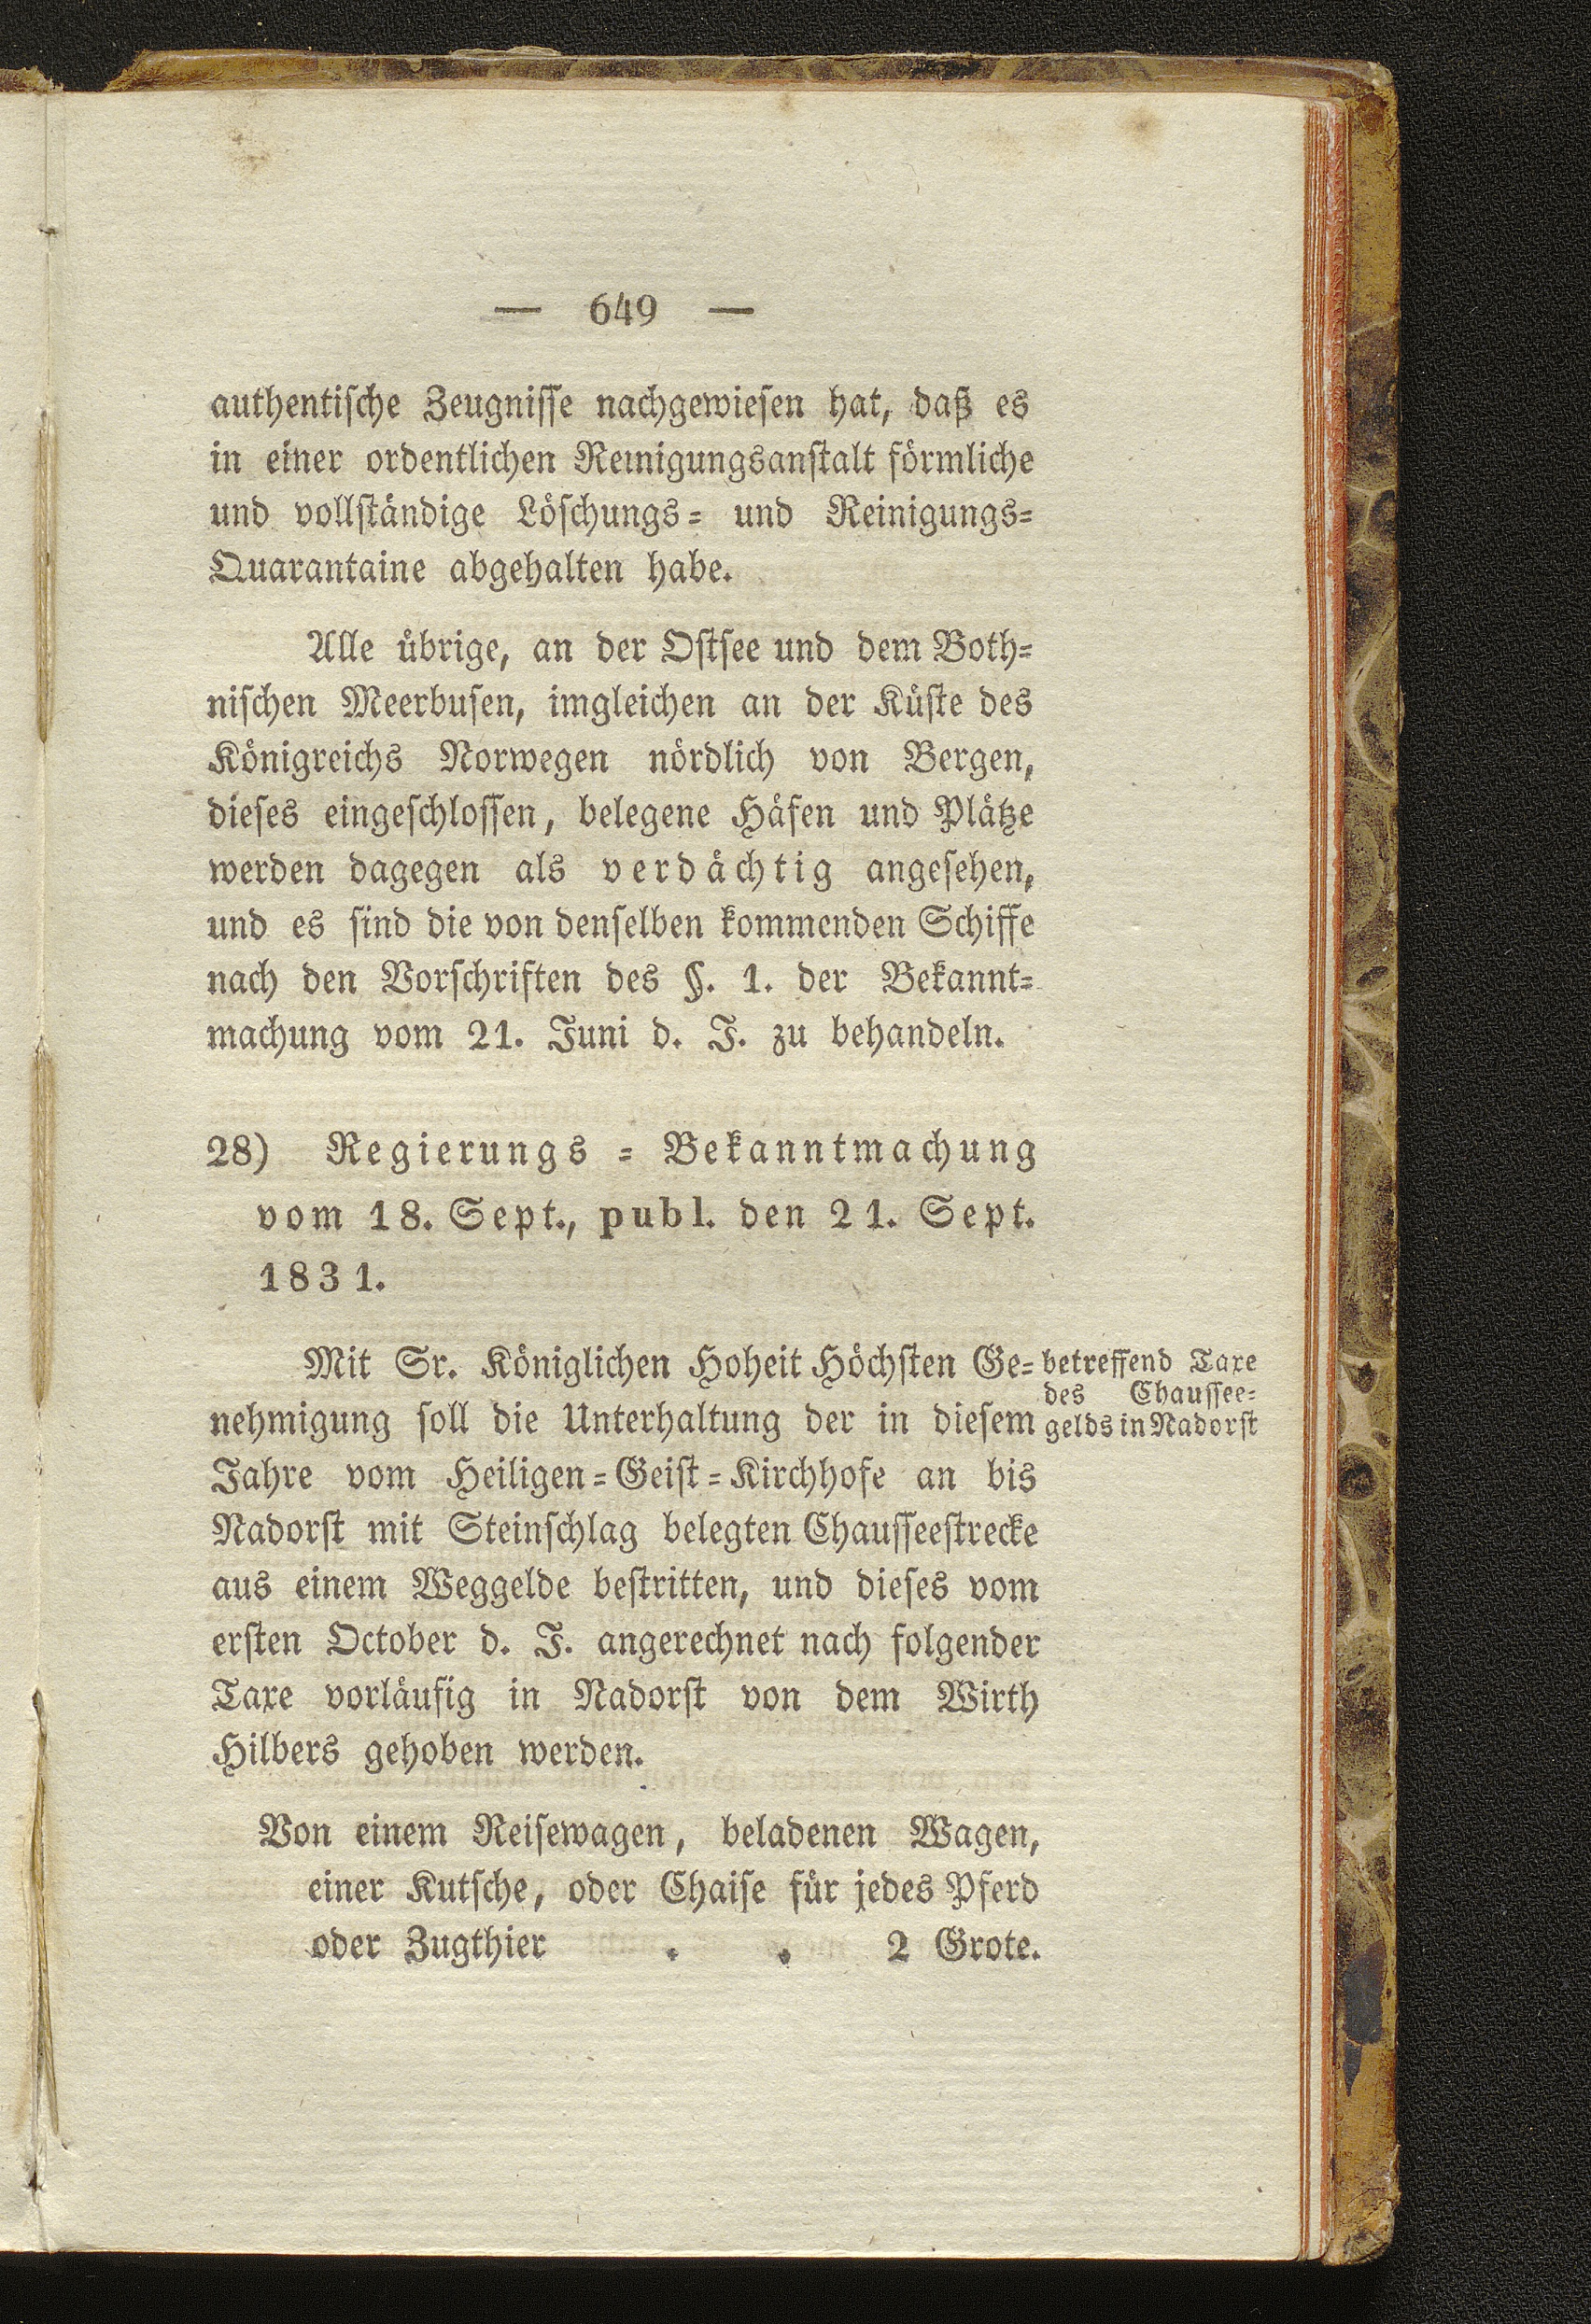 — 649 —
authentische Zeugnisse nachgewiesen hat, daß es
in einer ordentlichen Reinigungsanstalt förmliche
und vollständige Löschungs= und Reinigungs=
Quarantaine abgehalten habe.
Alle übrige, an der Ostsee und dem Both=
nischen Meerbusen, imgleichen an der Küste des
Königreichs Norwegen nördlich von Bergen,
dieses eingeschlossen, belegene Häfen und Plätze
werden dagegen als verdächtig angesehen,
und es sind die von denselben kommenden Schiffe
nach den Vorschriften des §. 1. der Bekannt=
machung vom 21. Juni d. J. zu behandeln.
28) Regierungs = Bekanntmachung
vom 18. Sept., publ. den 21. Sept.
1831.
Mit Sr. Königlichen Hoheit Höchsten Ge=
nehmigung soll die Unterhaltung der in diesem
Jahre vom Heiligen=Geist=Kirchhofe an bis
Nadorst mit Steinschlag belegten Chausseestrecke
aus einem Weggelde bestritten, und dieses vom
ersten October d. J. angerechnet nach folgender
Taxe vorläufig in Nadorst von dem Wirth
Hilbers gehoben werden.
betreffend Taxe
des Chaussee=
gelds in Nadorst
Von einem Reisewagen, beladenen Wagen,
einer Kutsche, oder Chaise für jedes Pferd
oder Zugthier . . 2 Grote.